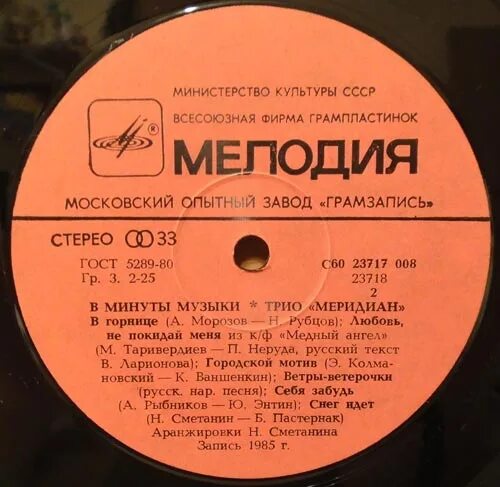 МИНИСТЕРСТВО КУЛЬТУРЫ СССР
ВСЕСОЮЗНАЯ ФИРМА ГРАМПЛАСТИНОК
®
МЕЛОДИЯ
МОСКОВСКИЙ ОПЫТНЫЙ ЗАВОД «ГРАМЗАПИСЬ»
СТЕРЕО 33
ГОСТ 5289-80
Гр. 3. 2-25
С60 23717 008
23718
2
В МИНУТЫ МУЗЫКИ * ТРИО «МЕРИДИАН»
В горнице (А. Морозов — Н. Рубцов); Любовь,
не покидай меня из к/ф «Медный ангел»
(М. Таривердиев — П. Неруда, русский текст
В. Ларионова); Городской мотив (Э. Колма-
новский — К. Ваншенкин); Ветры-ветерочки
(русск. нар. песня); Себя забудь
(А. Рыбников — Ю. Энтин); Снег идет
(Н. Сметанин — Б. Пастернак)
Аранжировки Н. Сметанина
Запись 1985 г.